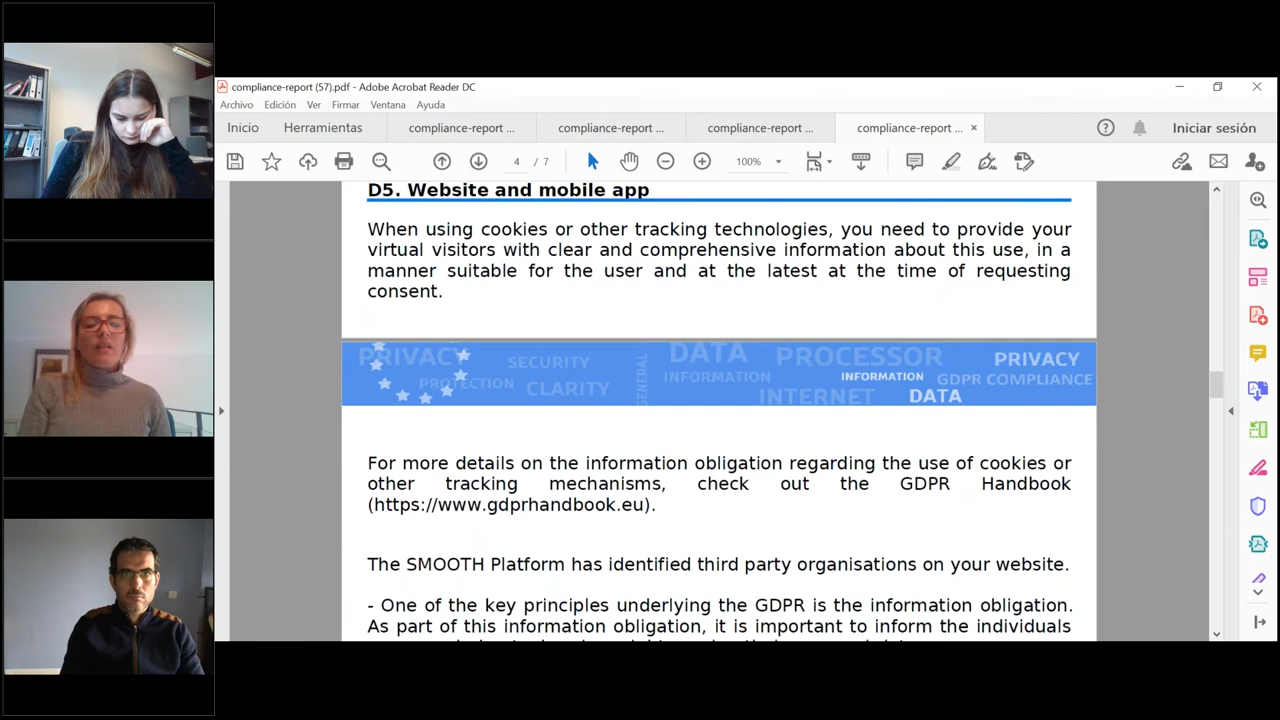 compliance-report (57).pdf - Adobe Acrobat Reader DC
Archivo Edición Ver Firmar Ventana Ayuda
Inicio Herramientas compliance-report ... compliance-report ... compliance-report ... compliance-report ... × Iniciar sesión
4 / 7 100%
D5. Website and mobile app
When using cookies or other tracking technologies, you need to provide your
virtual visitors with clear and comprehensive information about this use, in a
manner suitable for the user and at the latest at the time of requesting
consent.
PRIVACY SECURITY GENERAL DATA PROCESSOR PRIVACY
PROTECTION CLARITY INFORMATION INFORMATION GDPR COMPLIANCE
INTERNET DATA
For more details on the information obligation regarding the use of cookies or
other tracking mechanisms, check out the GDPR Handbook
(https://www.gdprhandbook.eu).
The SMOOTH Platform has identified third party organisations on your website.
- One of the key principles underlying the GDPR is the information obligation.
As part of this information obligation, it is important to inform the individuals